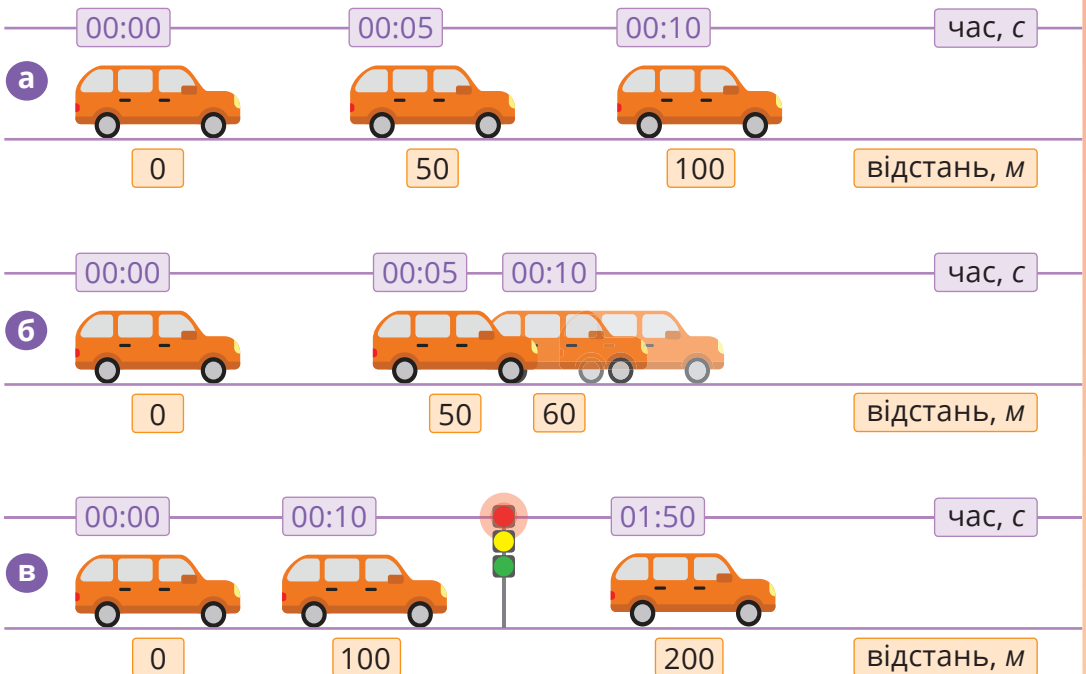 00:00 00:05 00:10 час, с
а
0 50 100 відстань, м
00:00 00:05 00:10 час, с
б
0 50 60 відстань, м
00:00 00:10 01:50 час, с
в
0 100 200 відстань, м